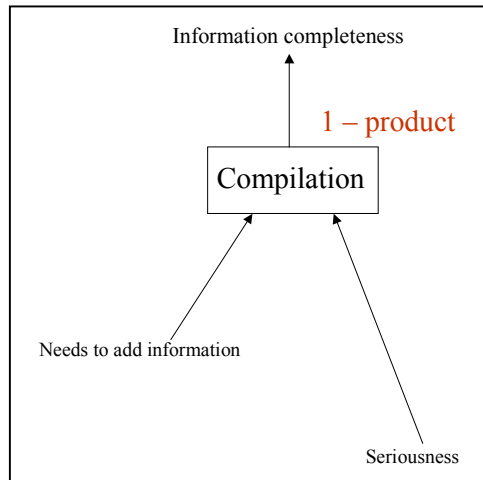 Information completeness
1 – product
Compilation
Needs to add information
Seriousness